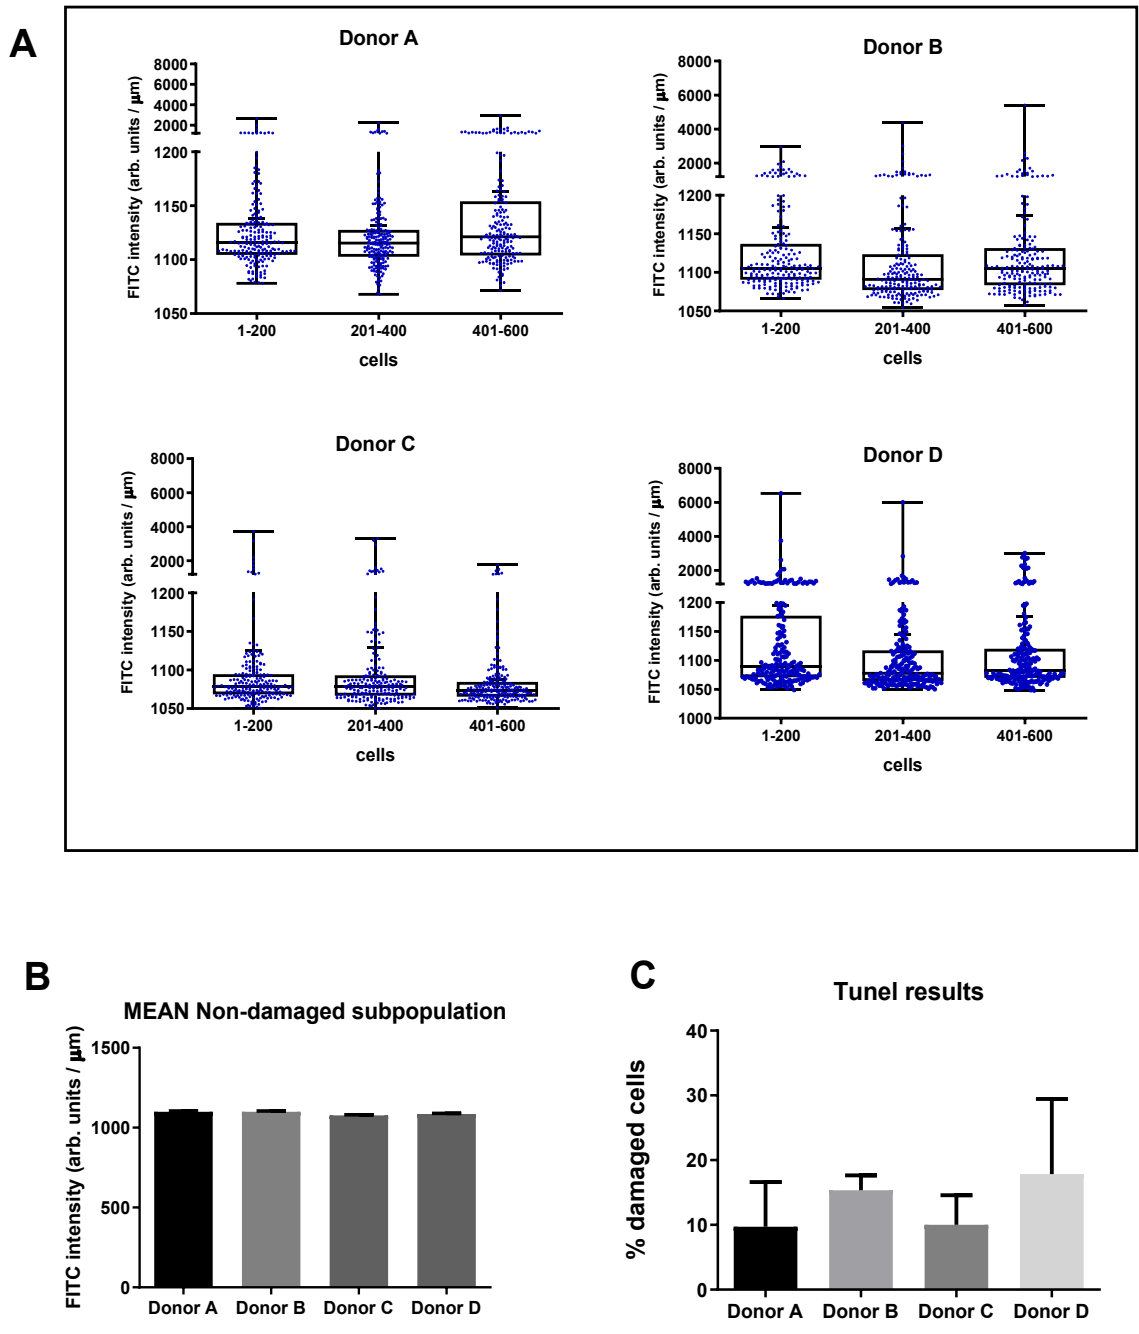 A
Donor A
FITC intensity (arb. units / µm)
8000
6000
4000
2000
1200
1150
1100
1050
1-200
201-400
401-600
cells
Donor B
FITC intensity (arb. units / µm)
8000
6000
4000
2000
1200
1150
1100
1050
1-200
201-400
401-600
cells
Donor C
FITC intensity (arb. units / µm)
8000
6000
4000
2000
1200
1150
1100
1050
1-200
201-400
401-600
cells
Donor D
FITC intensity (arb. units / µm)
8000
6000
4000
2000
1200
1150
1100
1050
1000
1-200
201-400
401-600
cells
B
MEAN Non-damaged subpopulation
FITC intensity (arb. units / µm)
1500
1000
500
0
Donor A
Donor B
Donor C
Donor D
C
Tunel results
% damaged cells
40
30
20
10
0
Donor A
Donor B
Donor C
Donor D